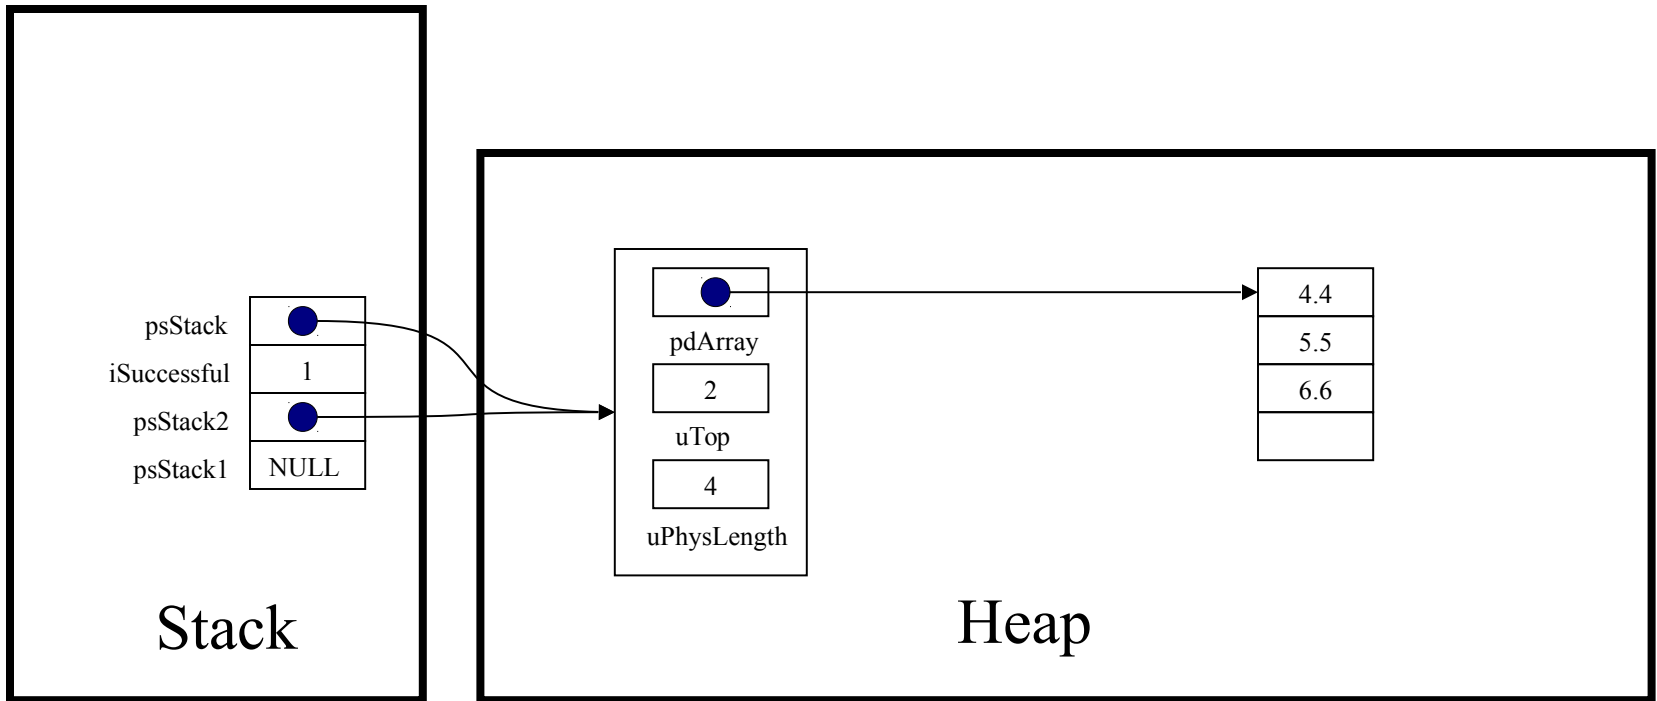 psStack
iSuccessful 1
psStack2
psStack1 NULL
Stack
pdArray
2
uTop
4
uPhysLength
4.4
5.5
6.6
Heap